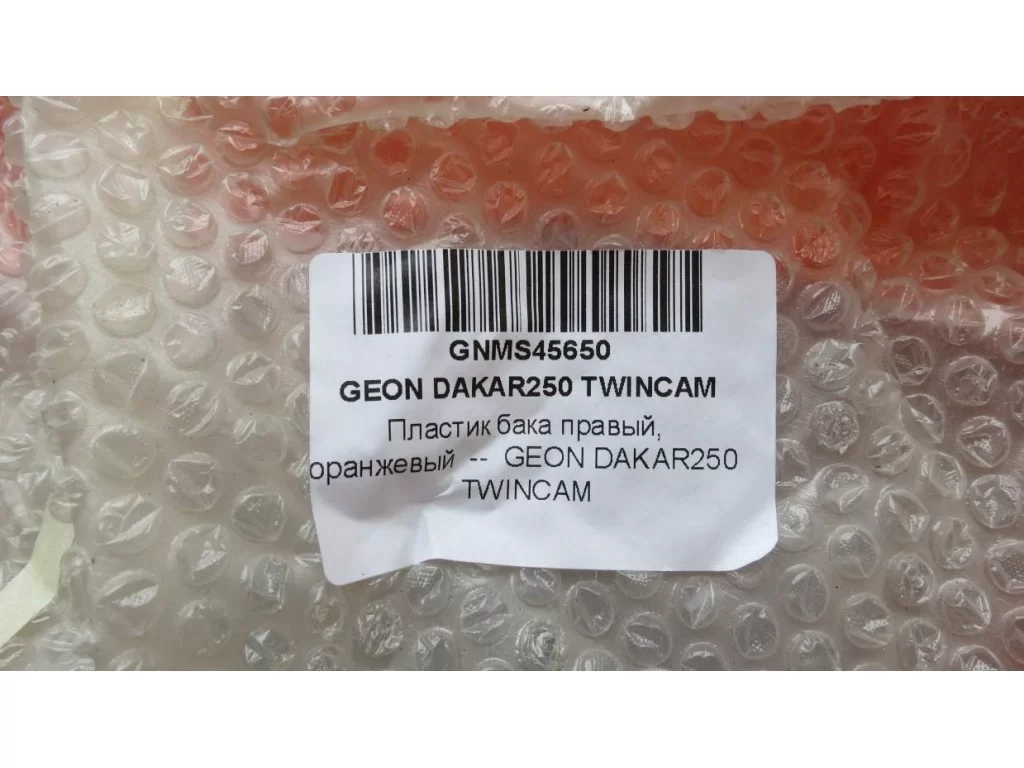 GNMS45650
GEON DAKAR250 TWINCAM
Пластик бака правый,
оранжевый -- GEON DAKAR250
TWINCAM